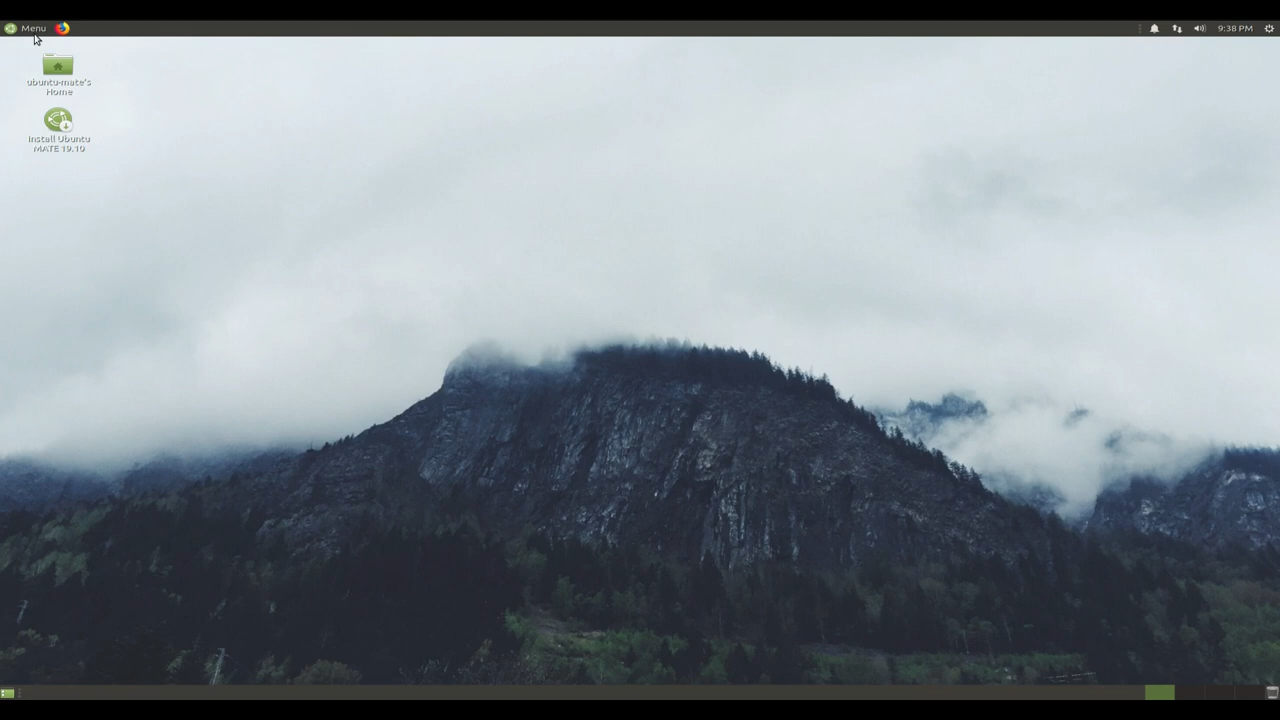 Menu
9:38 PM
ubuntu-mate's
Home
Install Ubuntu
MATE 19.10